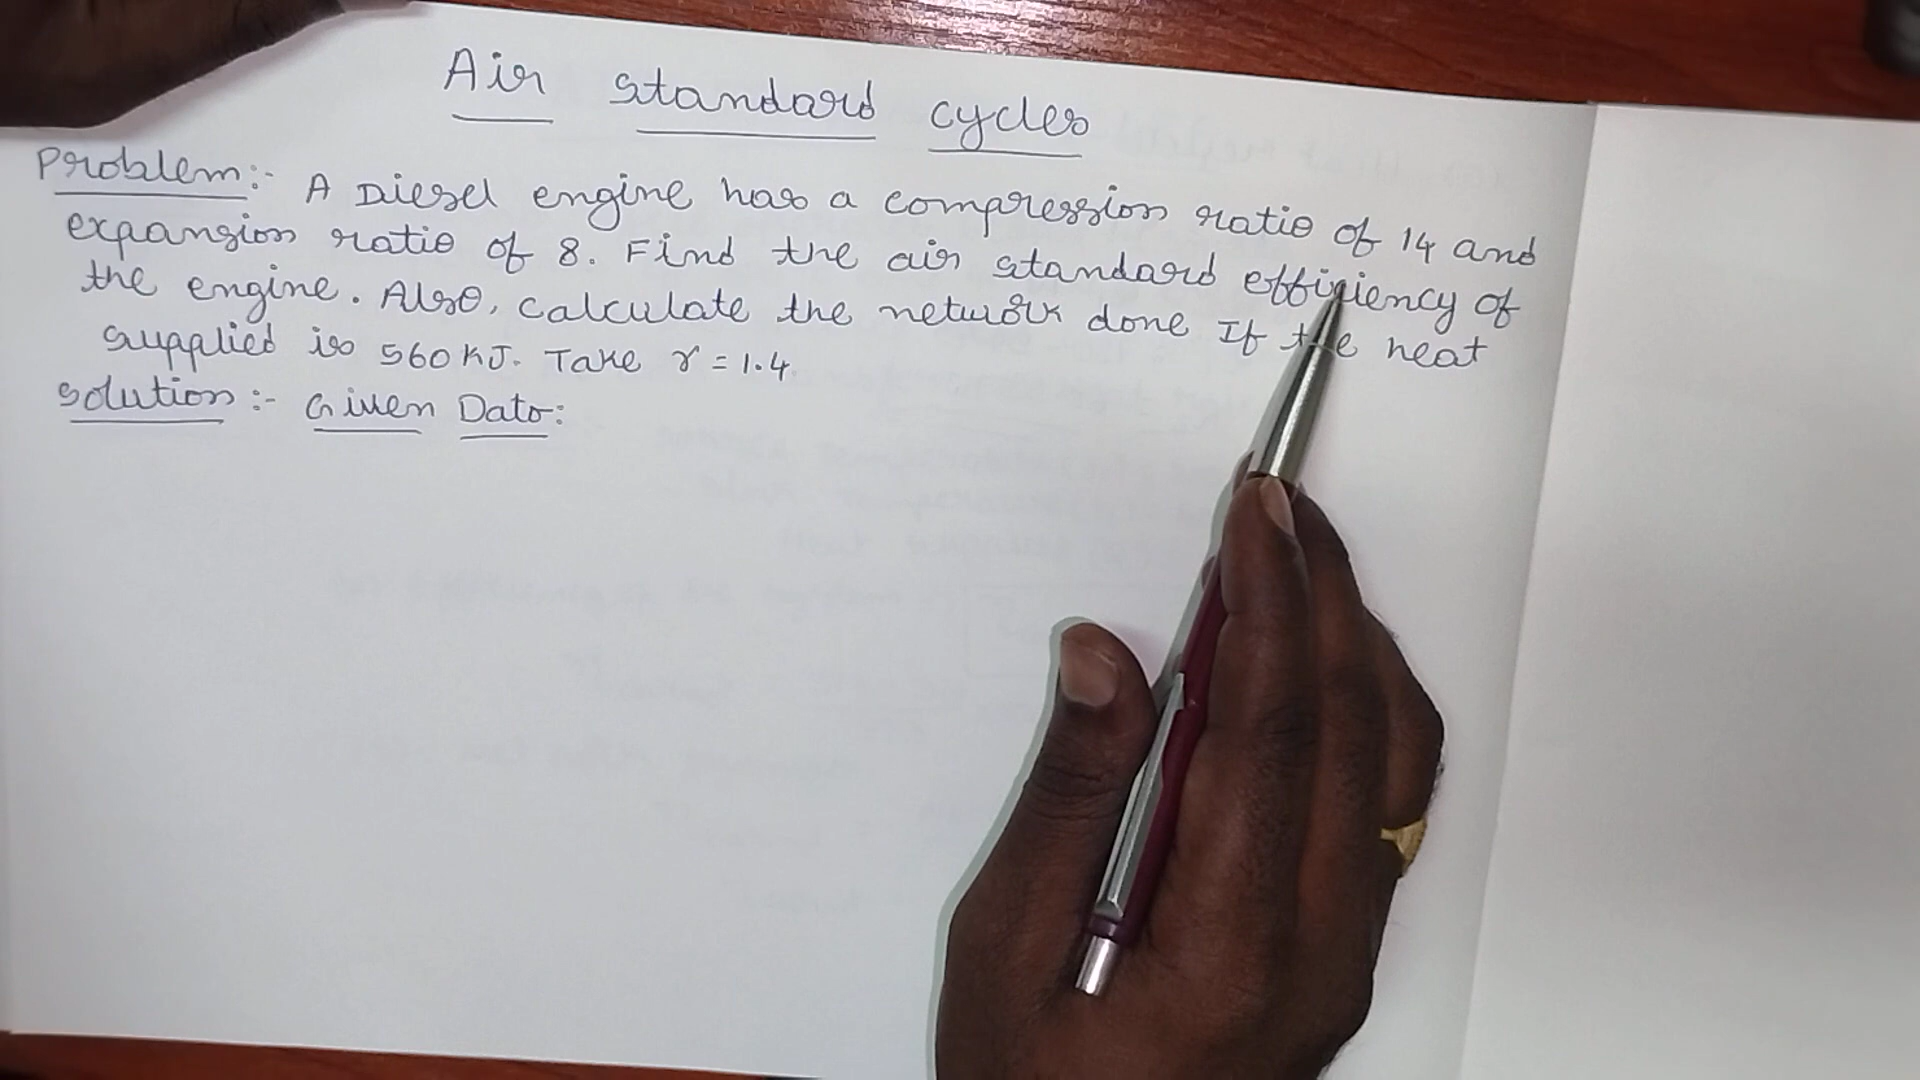 Air standard cycles
Problem:- A Diesel engine has a compression ratio of 14 and
expansion ratio of 8. Find the air standard efficiency of
the engine. Also, calculate the network done If the heat
supplied is 560 KJ. Take γ = 1.4.
Solution:- Given Data: